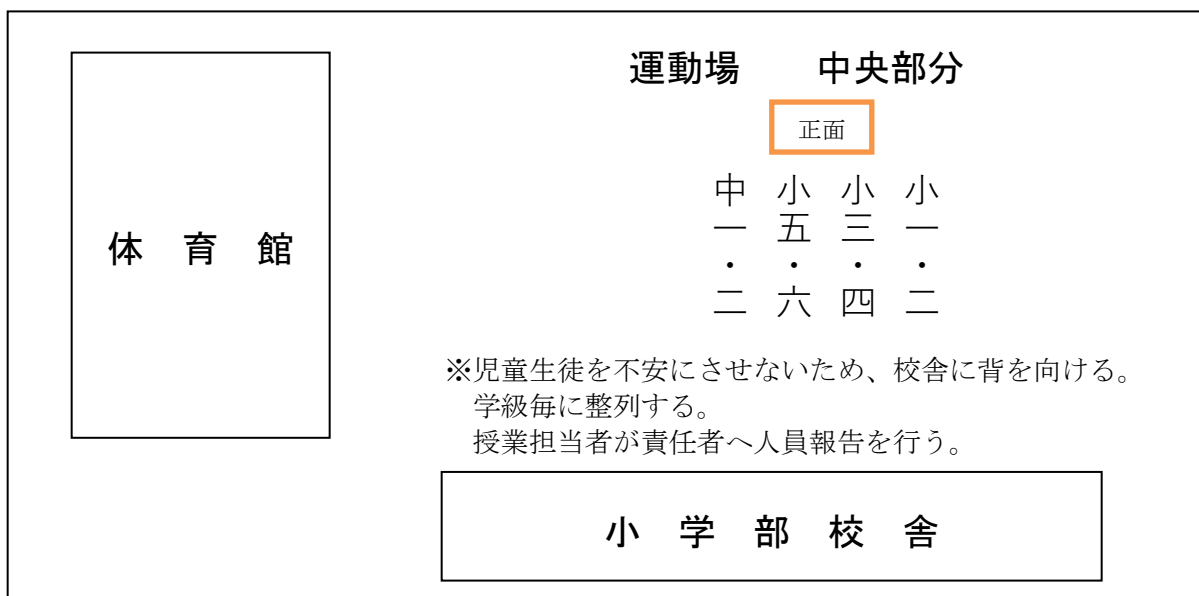 運動場　　中央部分
正面
小一・二
小三・四
小五・六
中一・二
体　育　館
※児童生徒を不安にさせないため、校舎に背を向ける。
学級毎に整列する。
授業担当者が責任者へ人員報告を行う。
小　学　部　校　舎